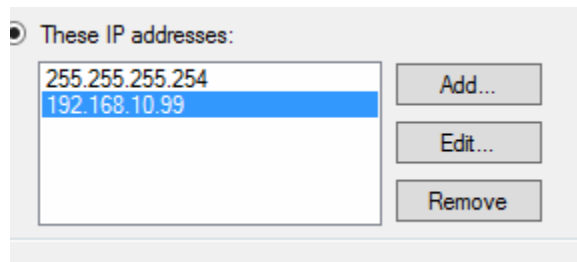 These IP addresses:
255.255.255.254
192.168.10.99
Add...
Edit...
Remove